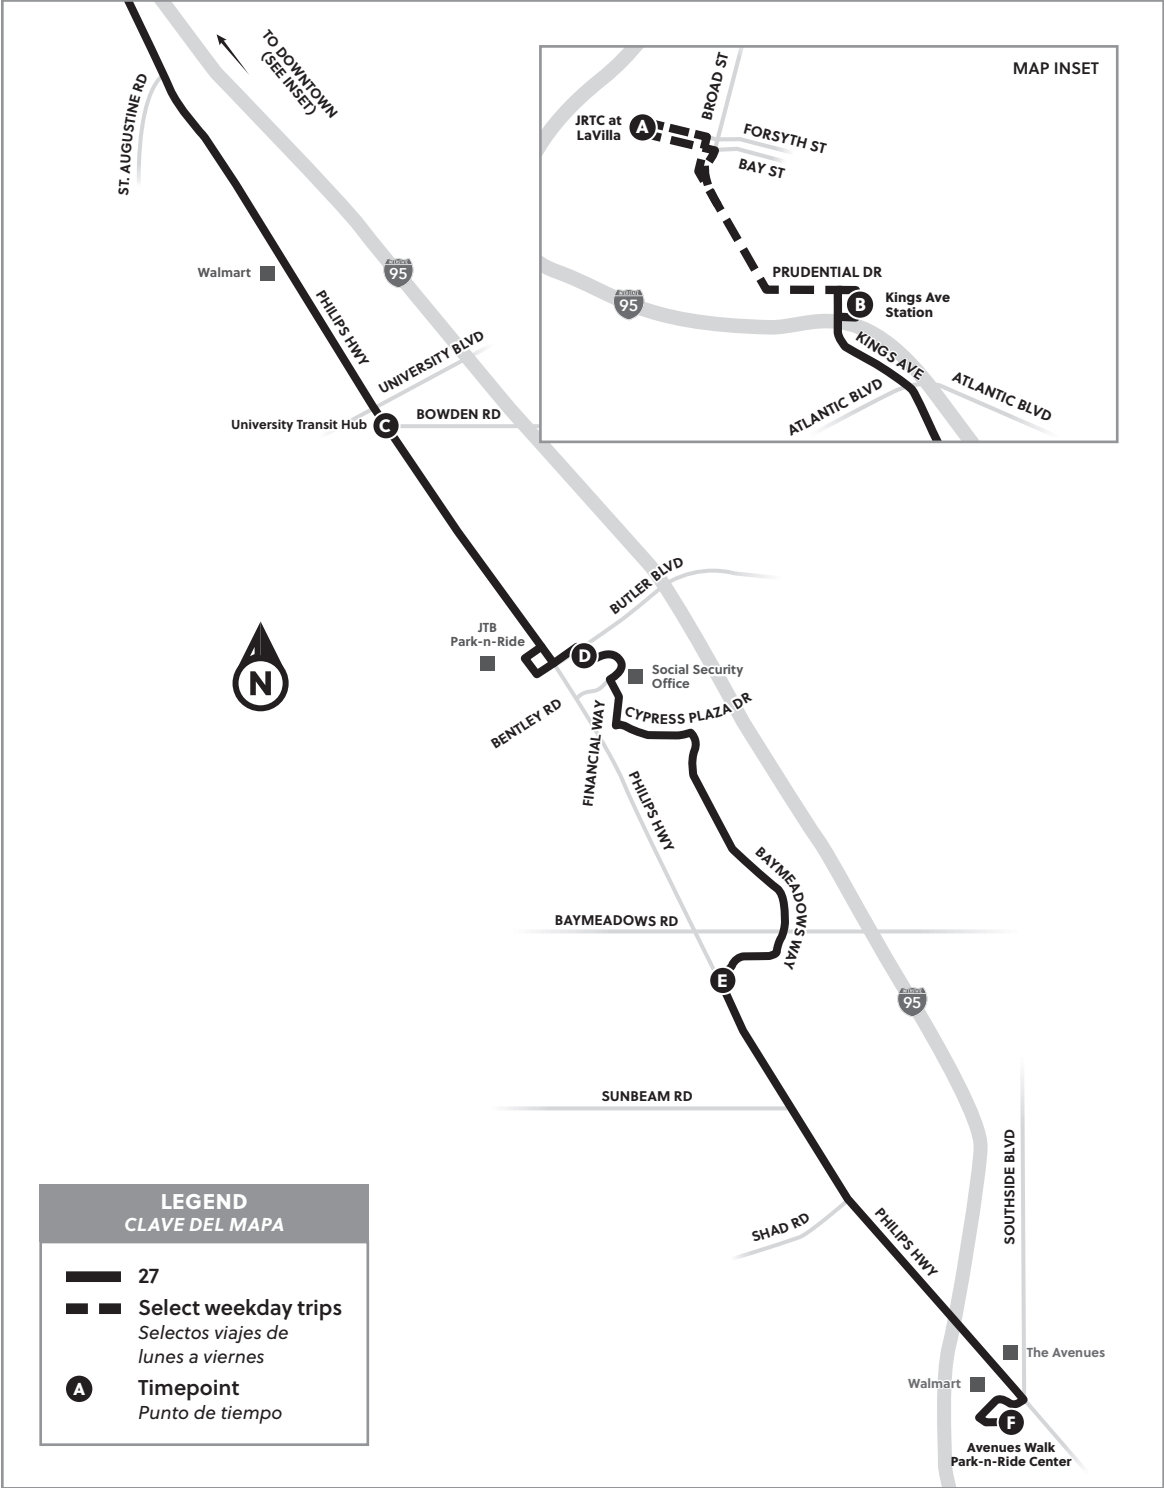 TO DOWNTOWN
(SEE INSET)
ST. AUGUSTINE RD
MAP INSET
BROAD ST
JRTC at
LaVilla
A
FORSYTH ST
BAY ST
PRUDENTIAL DR
B
Kings Ave
Station
95
KINGS AVE
ATLANTIC BLVD
ATLANTIC BLVD
Walmart
95
PHILIPS HWY
UNIVERSITY BLVD
University Transit Hub
C
BOWDEN RD
BUTLER BLVD
JTB
Park-n-Ride
D
Social Security
Office
N
BENTLEY RD
FINANCIAL WAY
CYPRESS PLAZA DR
PHILIPS HWY
BAYMEADOWS WAY
BAYMEADOWS RD
E
95
SUNBEAM RD
SOUTHSIDE BLVD
SHAD RD
PHILIPS HWY
The Avenues
Walmart
F
Avenues Walk
Park-n-Ride Center
LEGEND
CLAVE DEL MAPA
27
Select weekday trips
Selectos viajes de
lunes a viernes
A
Timepoint
Punto de tiempo